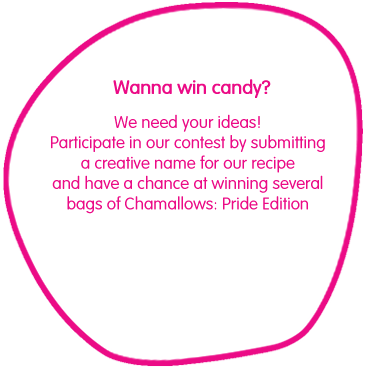 Wanna win candy?
We need your ideas!
Participate in our contest by submitting
a creative name for our recipe
and have a chance at winning several
bags of Chamallows: Pride Edition